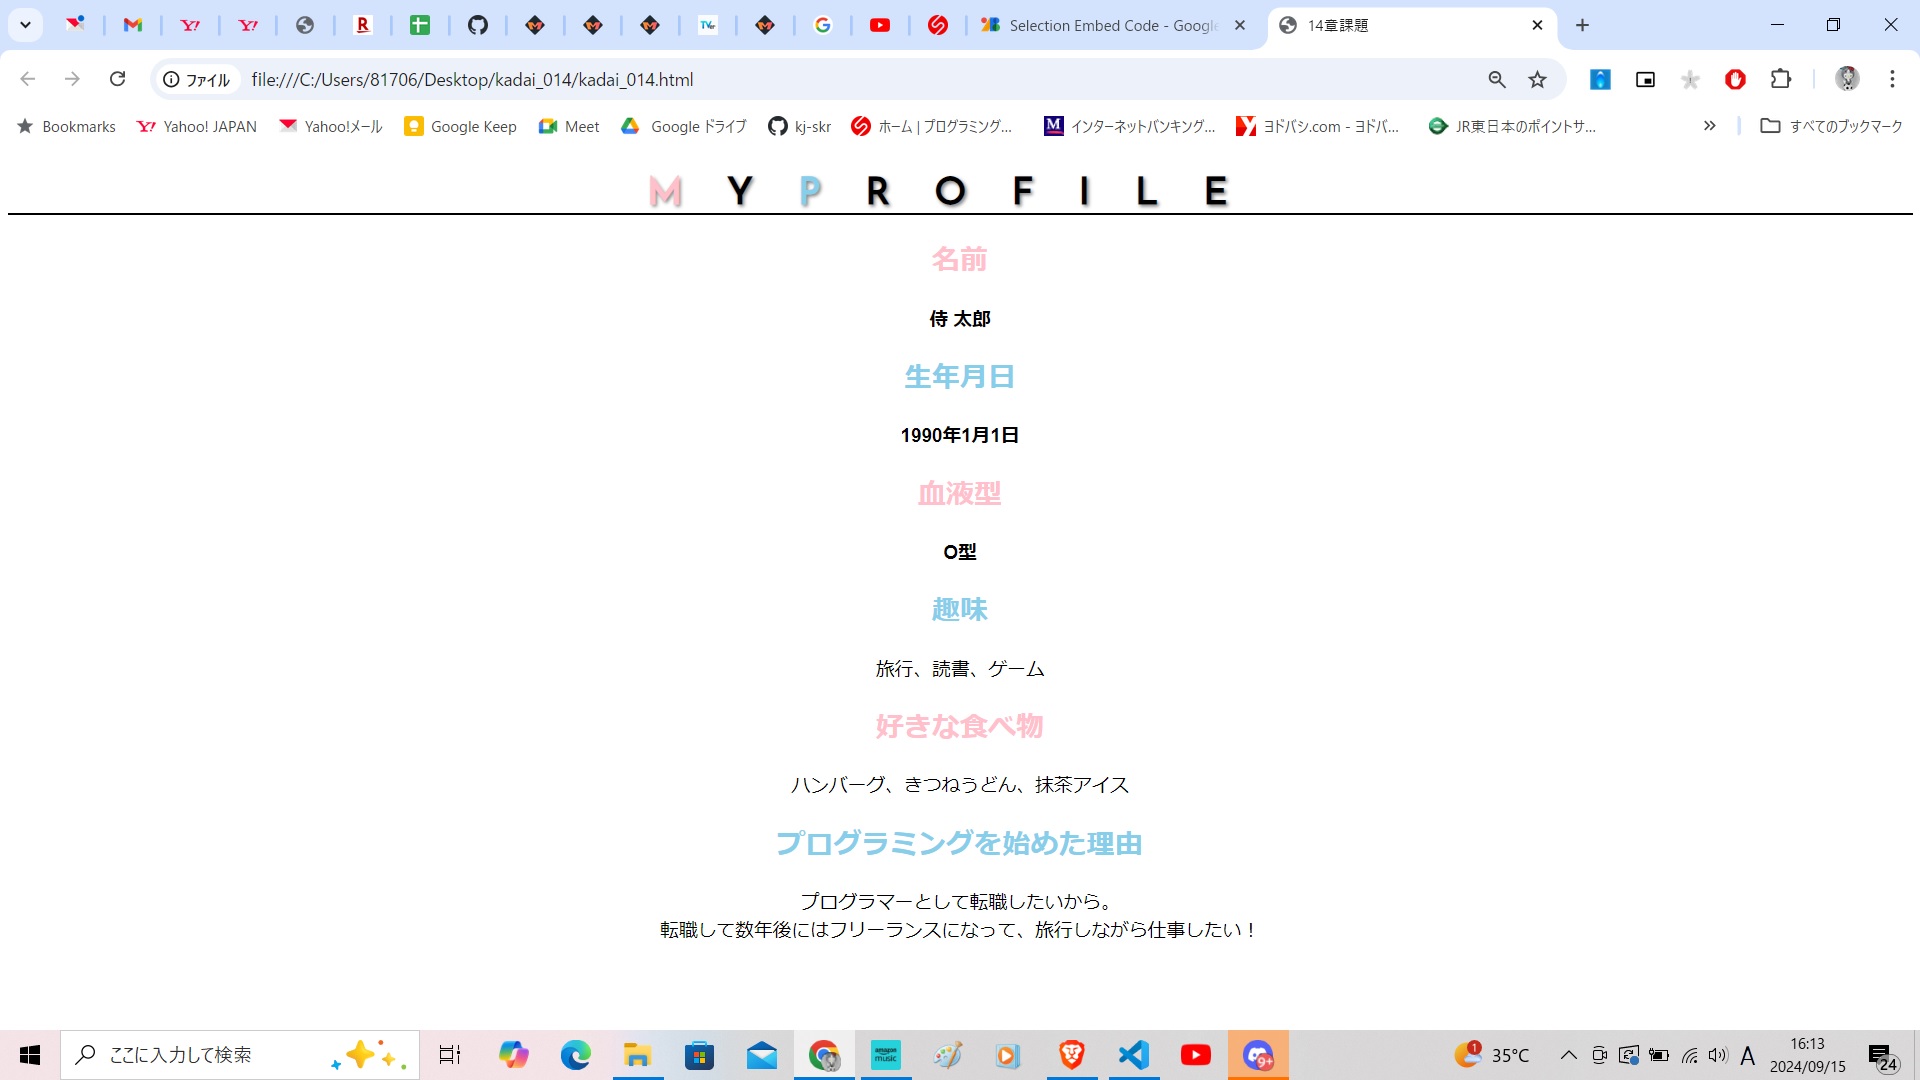 Selection Embed Code - Google
14章課題
ファイル
file:///C:/Users/81706/Desktop/kadai_014/kadai_014.html
Bookmarks
Yahoo! JAPAN
Yahoo!メール
Google Keep
Meet
Google ドライブ
kj-skr
ホーム | プログラミング...
インターネットバンキング...
ヨドバシ.com - ヨドバ...
JR東日本のポイントサ...
すべてのブックマーク
M Y P R O F I L E
名前
侍 太郎
生年月日
1990年1月1日
血液型
O型
趣味
旅行、読書、ゲーム
好きな食べ物
ハンバーグ、きつねうどん、抹茶アイス
プログラミングを始めた理由
プログラマーとして転職したいから。
転職して数年後にはフリーランスになって、旅行しながら仕事したい！
ここに入力して検索
amazon music
9+
1
35°C
A
16:13
2024/09/15
24